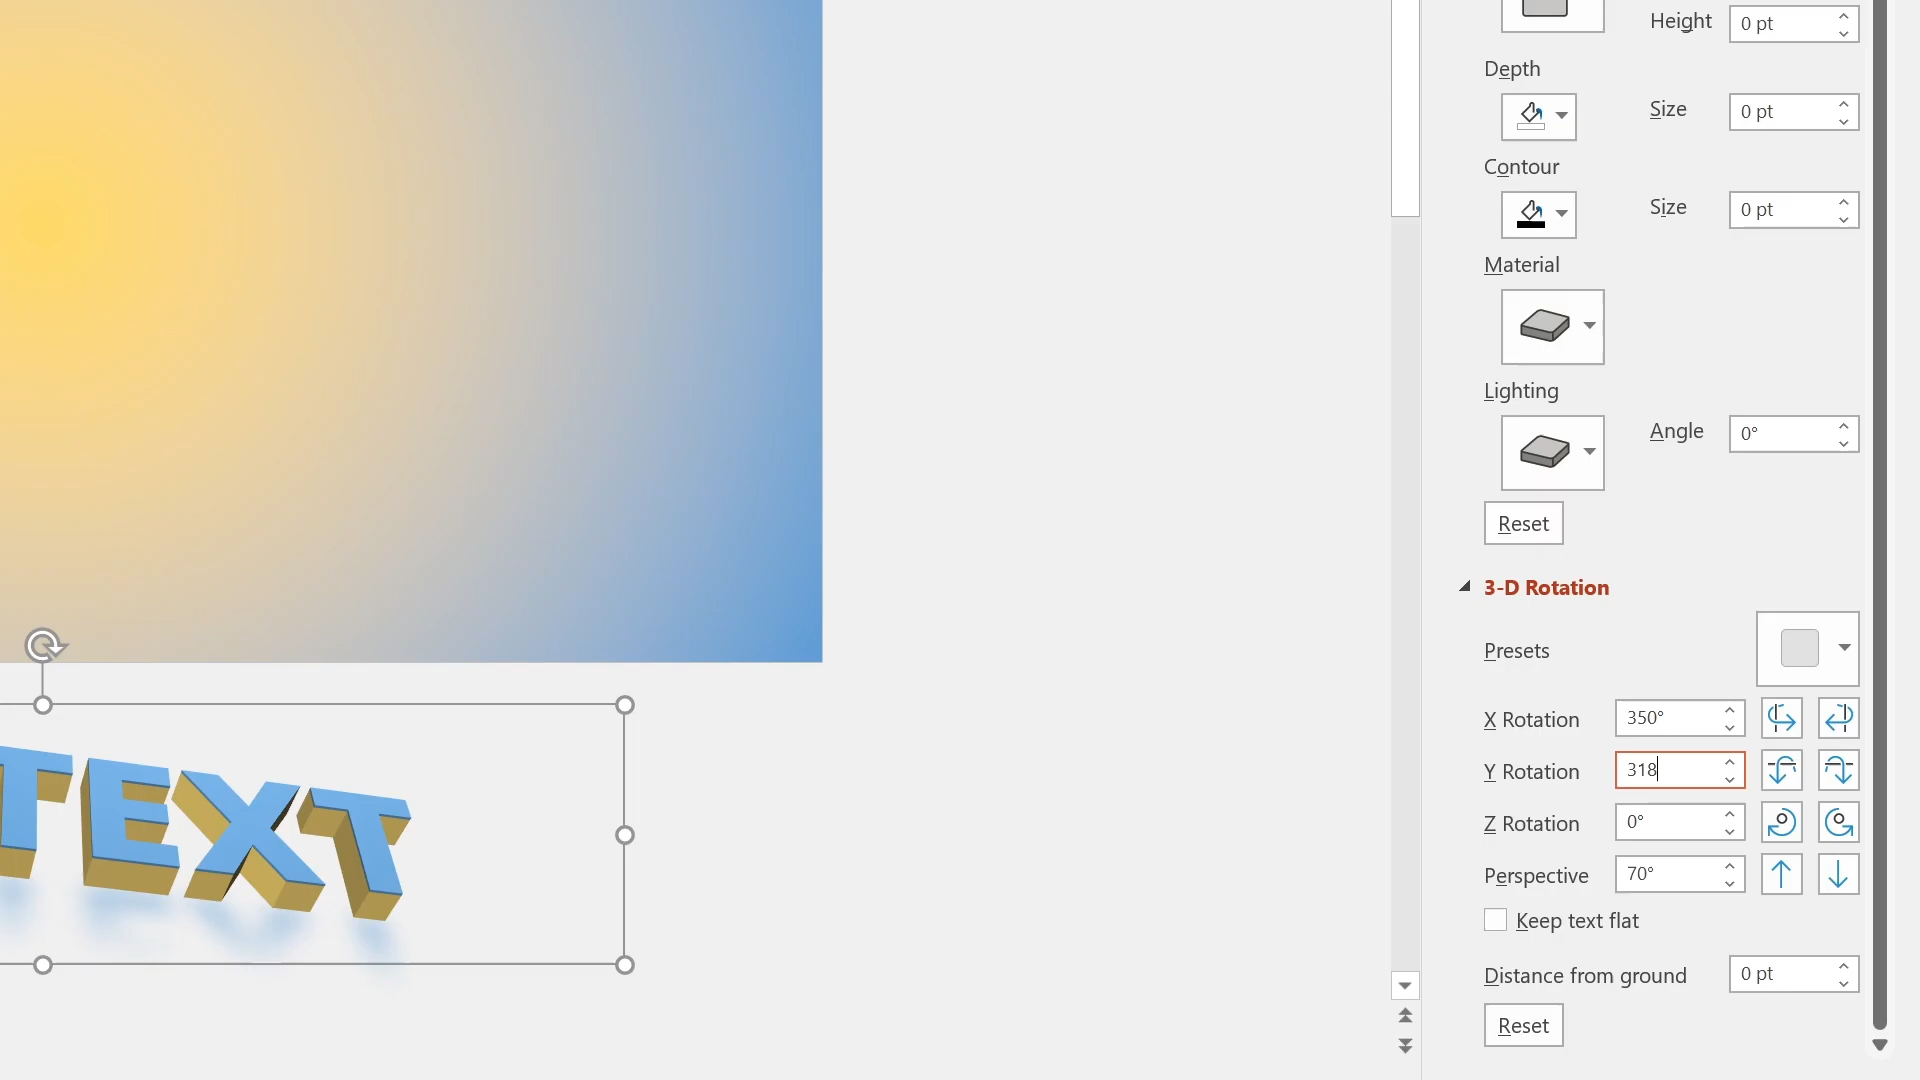 Height 0 pt
Depth
Size 0 pt
Contour
Size 0 pt
Material
Lighting
Angle 0°
Reset
3-D Rotation
Presets
X Rotation 350°
Y Rotation 318
Z Rotation 0°
Perspective 70°
Keep text flat
Distance from ground 0 pt
Reset
TEXT